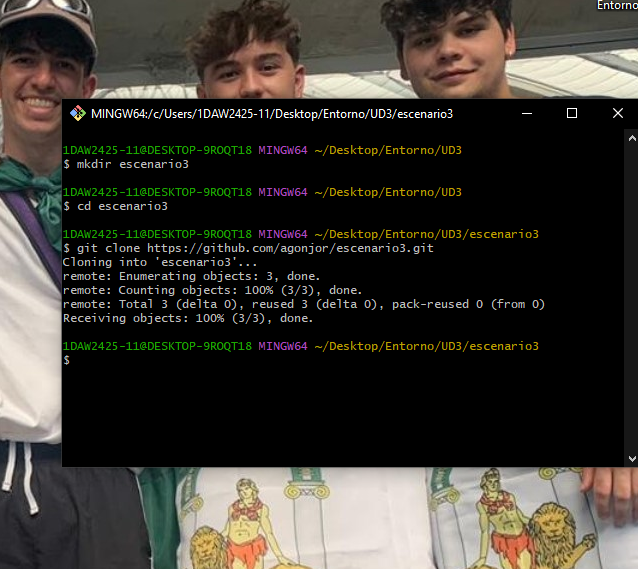 Entorno
MINGW64:/c/Users/1DAW2425-11/Desktop/Entorno/UD3/escenario3
1DAW2425-11@DESKTOP-9ROQT18 MINGW64 ~/Desktop/Entorno/UD3
$ mkdir escenario3
1DAW2425-11@DESKTOP-9ROQT18 MINGW64 ~/Desktop/Entorno/UD3
$ cd escenario3
1DAW2425-11@DESKTOP-9ROQT18 MINGW64 ~/Desktop/Entorno/UD3/escenario3
$ git clone https://github.com/agonjor/escenario3.git
Cloning into 'escenario3'...
remote: Enumerating objects: 3, done.
remote: Counting objects: 100% (3/3), done.
remote: Total 3 (delta 0), reused 3 (delta 0), pack-reused 0 (from 0)
Receiving objects: 100% (3/3), done.
1DAW2425-11@DESKTOP-9ROQT18 MINGW64 ~/Desktop/Entorno/UD3/escenario3
$